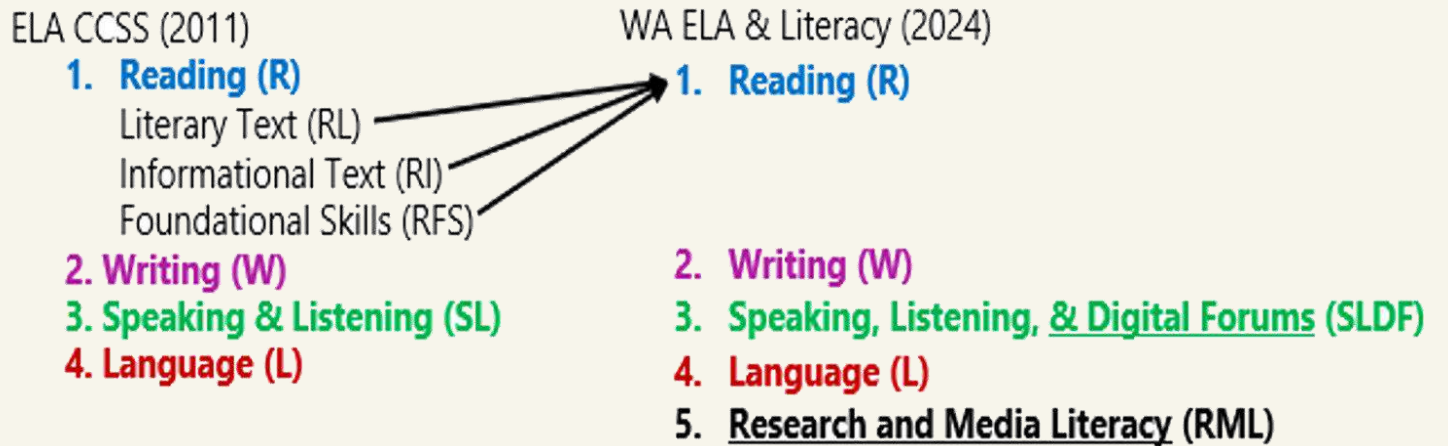 ELA CCSS (2011)
1. Reading (R)
Literary Text (RL)
Informational Text (RI)
Foundational Skills (RFS)
2. Writing (W)
3. Speaking & Listening (SL)
4. Language (L)
WA ELA & Literacy (2024)
1. Reading (R)
2. Writing (W)
3. Speaking, Listening, & Digital Forums (SLDF)
4. Language (L)
5. Research and Media Literacy (RML)